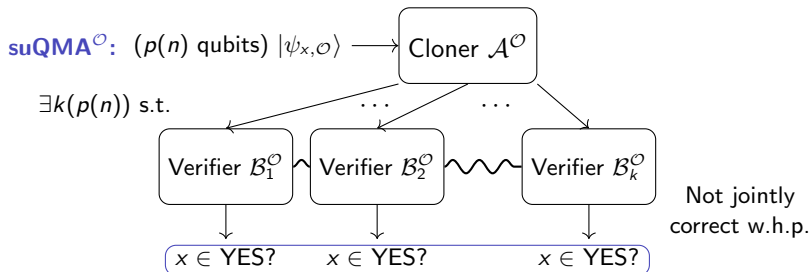 suQMA^𝒪: (p(n) qubits) |ψ_{x,𝒪}⟩
Cloner 𝒜^𝒪
∃k(p(n)) s.t.
... ...
Verifier ℬ_1^𝒪 Verifier ℬ_2^𝒪 Verifier ℬ_k^𝒪
Not jointly
correct w.h.p.
x ∈ YES? x ∈ YES? x ∈ YES?